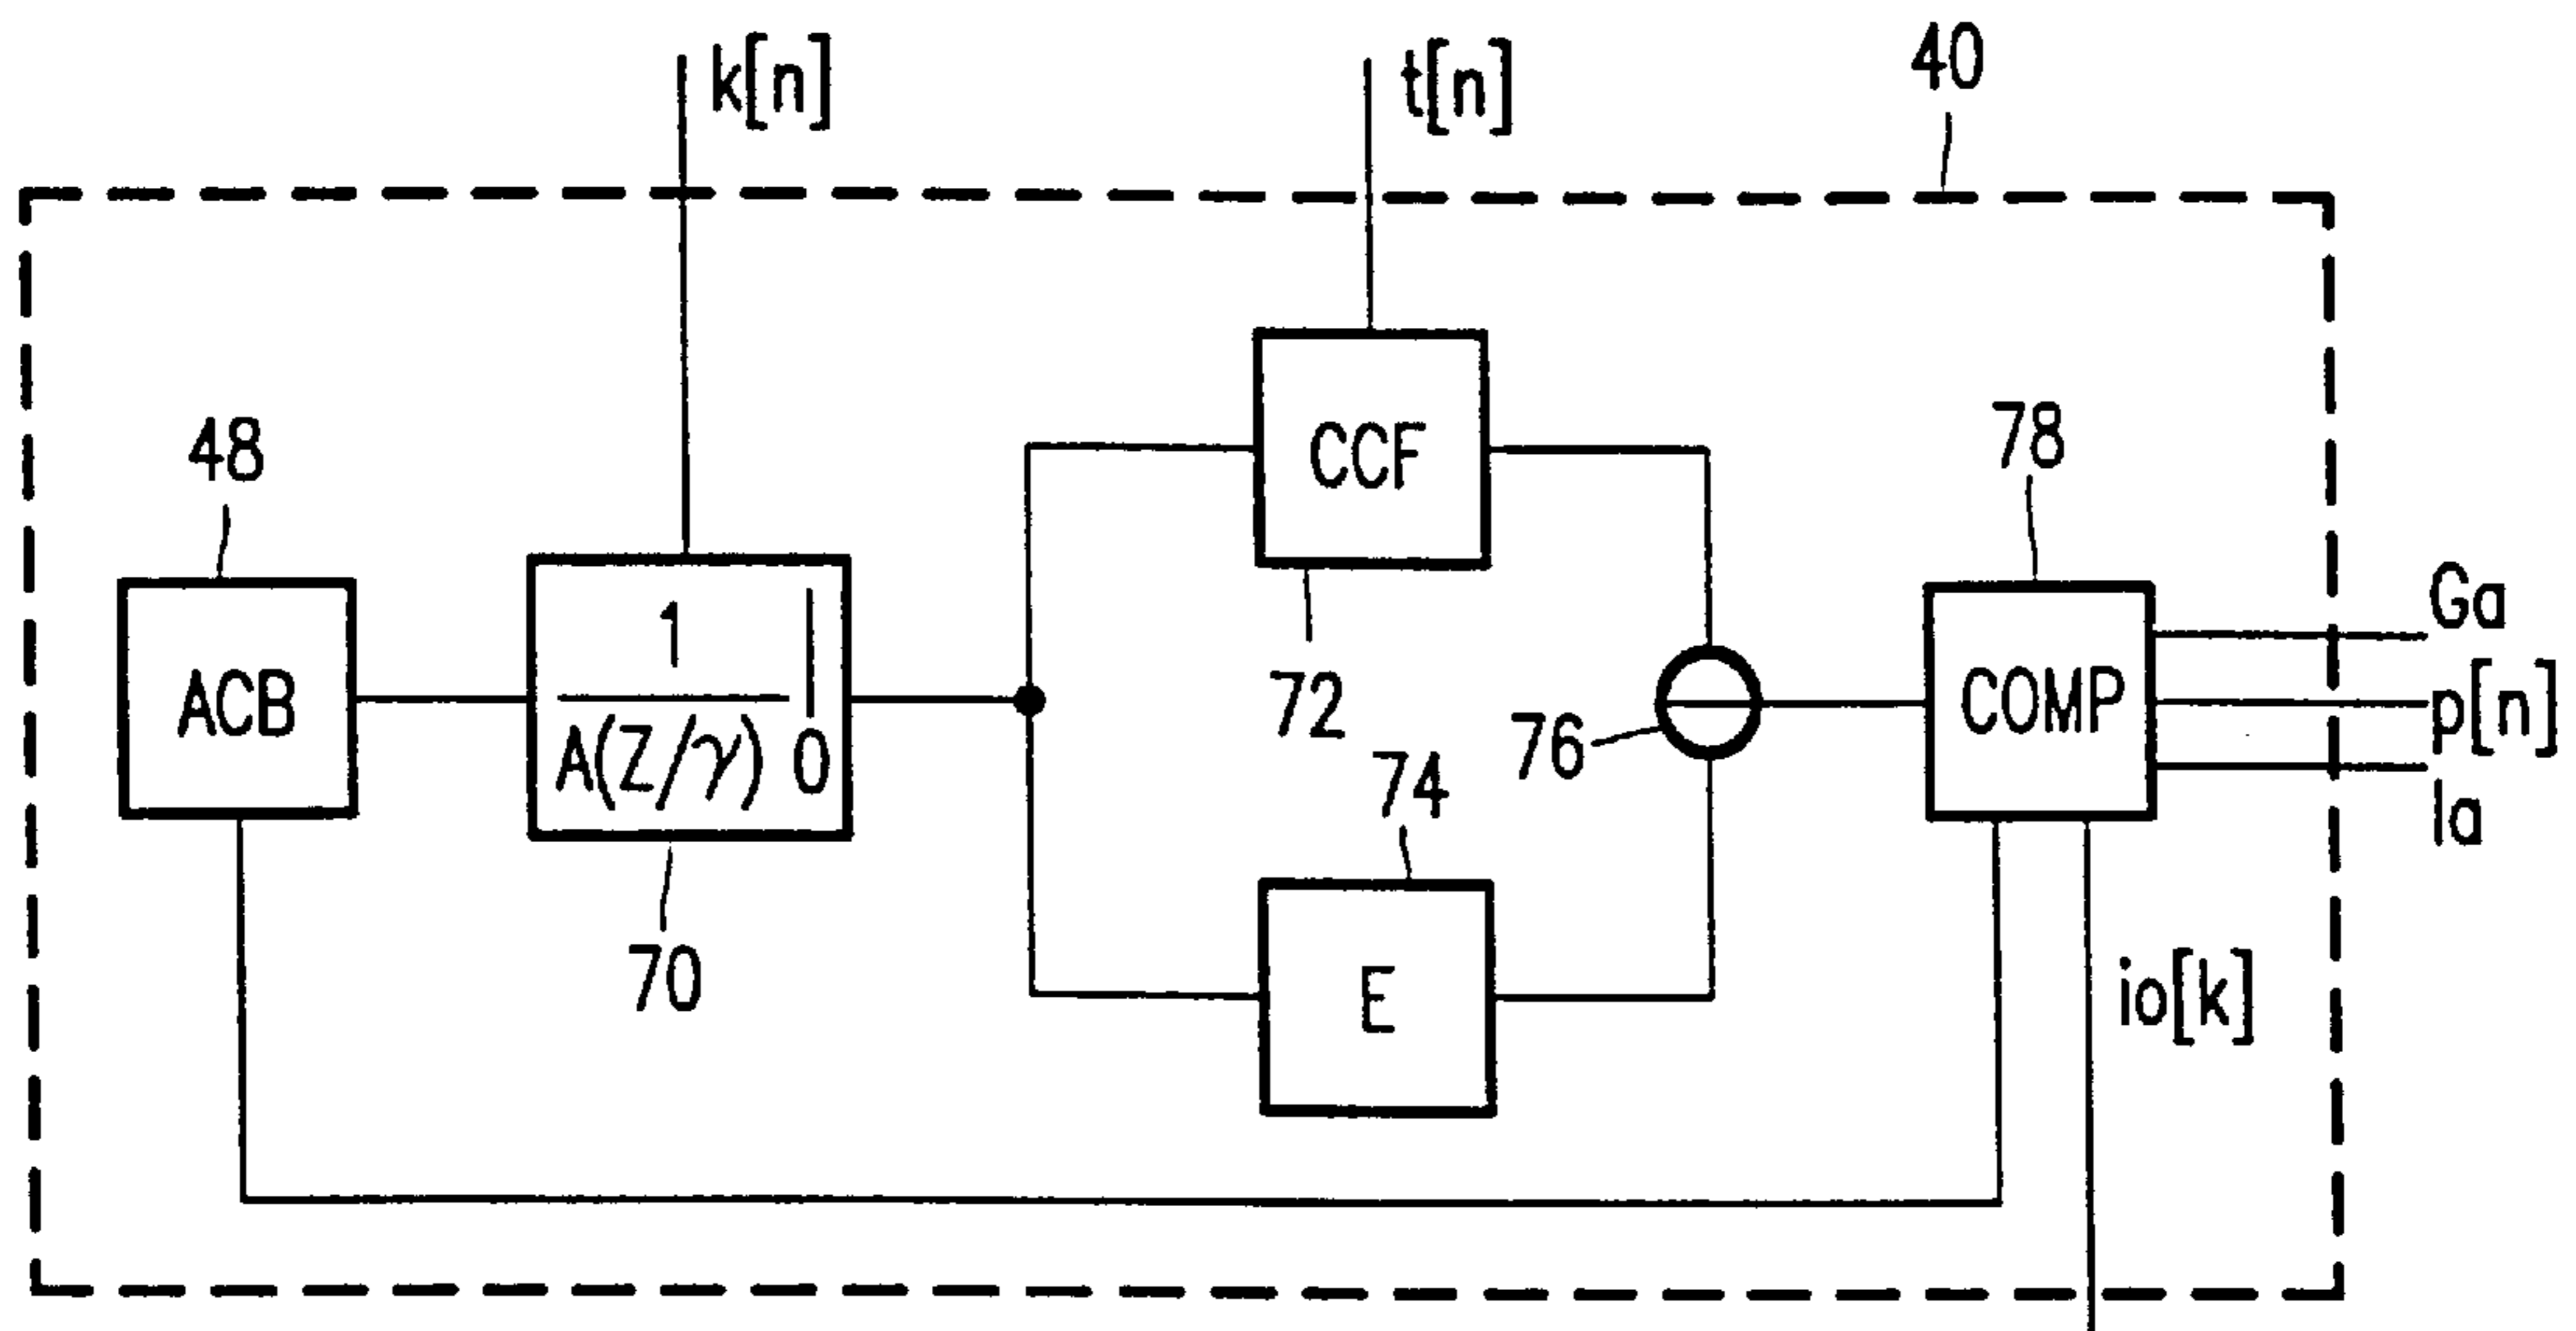 k[n]
t[n]
40
48
ACB
1
A(Z/γ) | 0
70
CCF
72
74
E
76
78
COMP
Ga
p[n]
Ia
io[k]